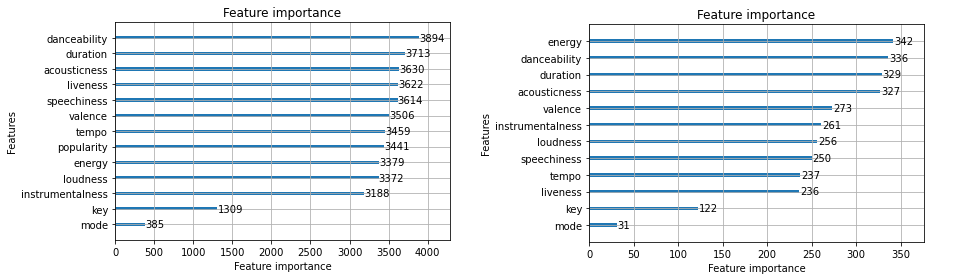 Feature importance
Features
danceability 3894
duration 3713
acousticness 3630
liveness 3622
speechiness 3614
valence 3506
tempo 3459
popularity 3441
energy 3379
loudness 3372
instrumentalness 3188
key 1309
mode 385
0 500 1000 1500 2000 2500 3000 3500 4000
Feature importance
Feature importance
Features
energy 342
danceability 336
duration 329
acousticness 327
valence 273
instrumentalness 261
loudness 256
speechiness 250
tempo 237
liveness 236
key 122
mode 31
0 50 100 150 200 250 300 350
Feature importance